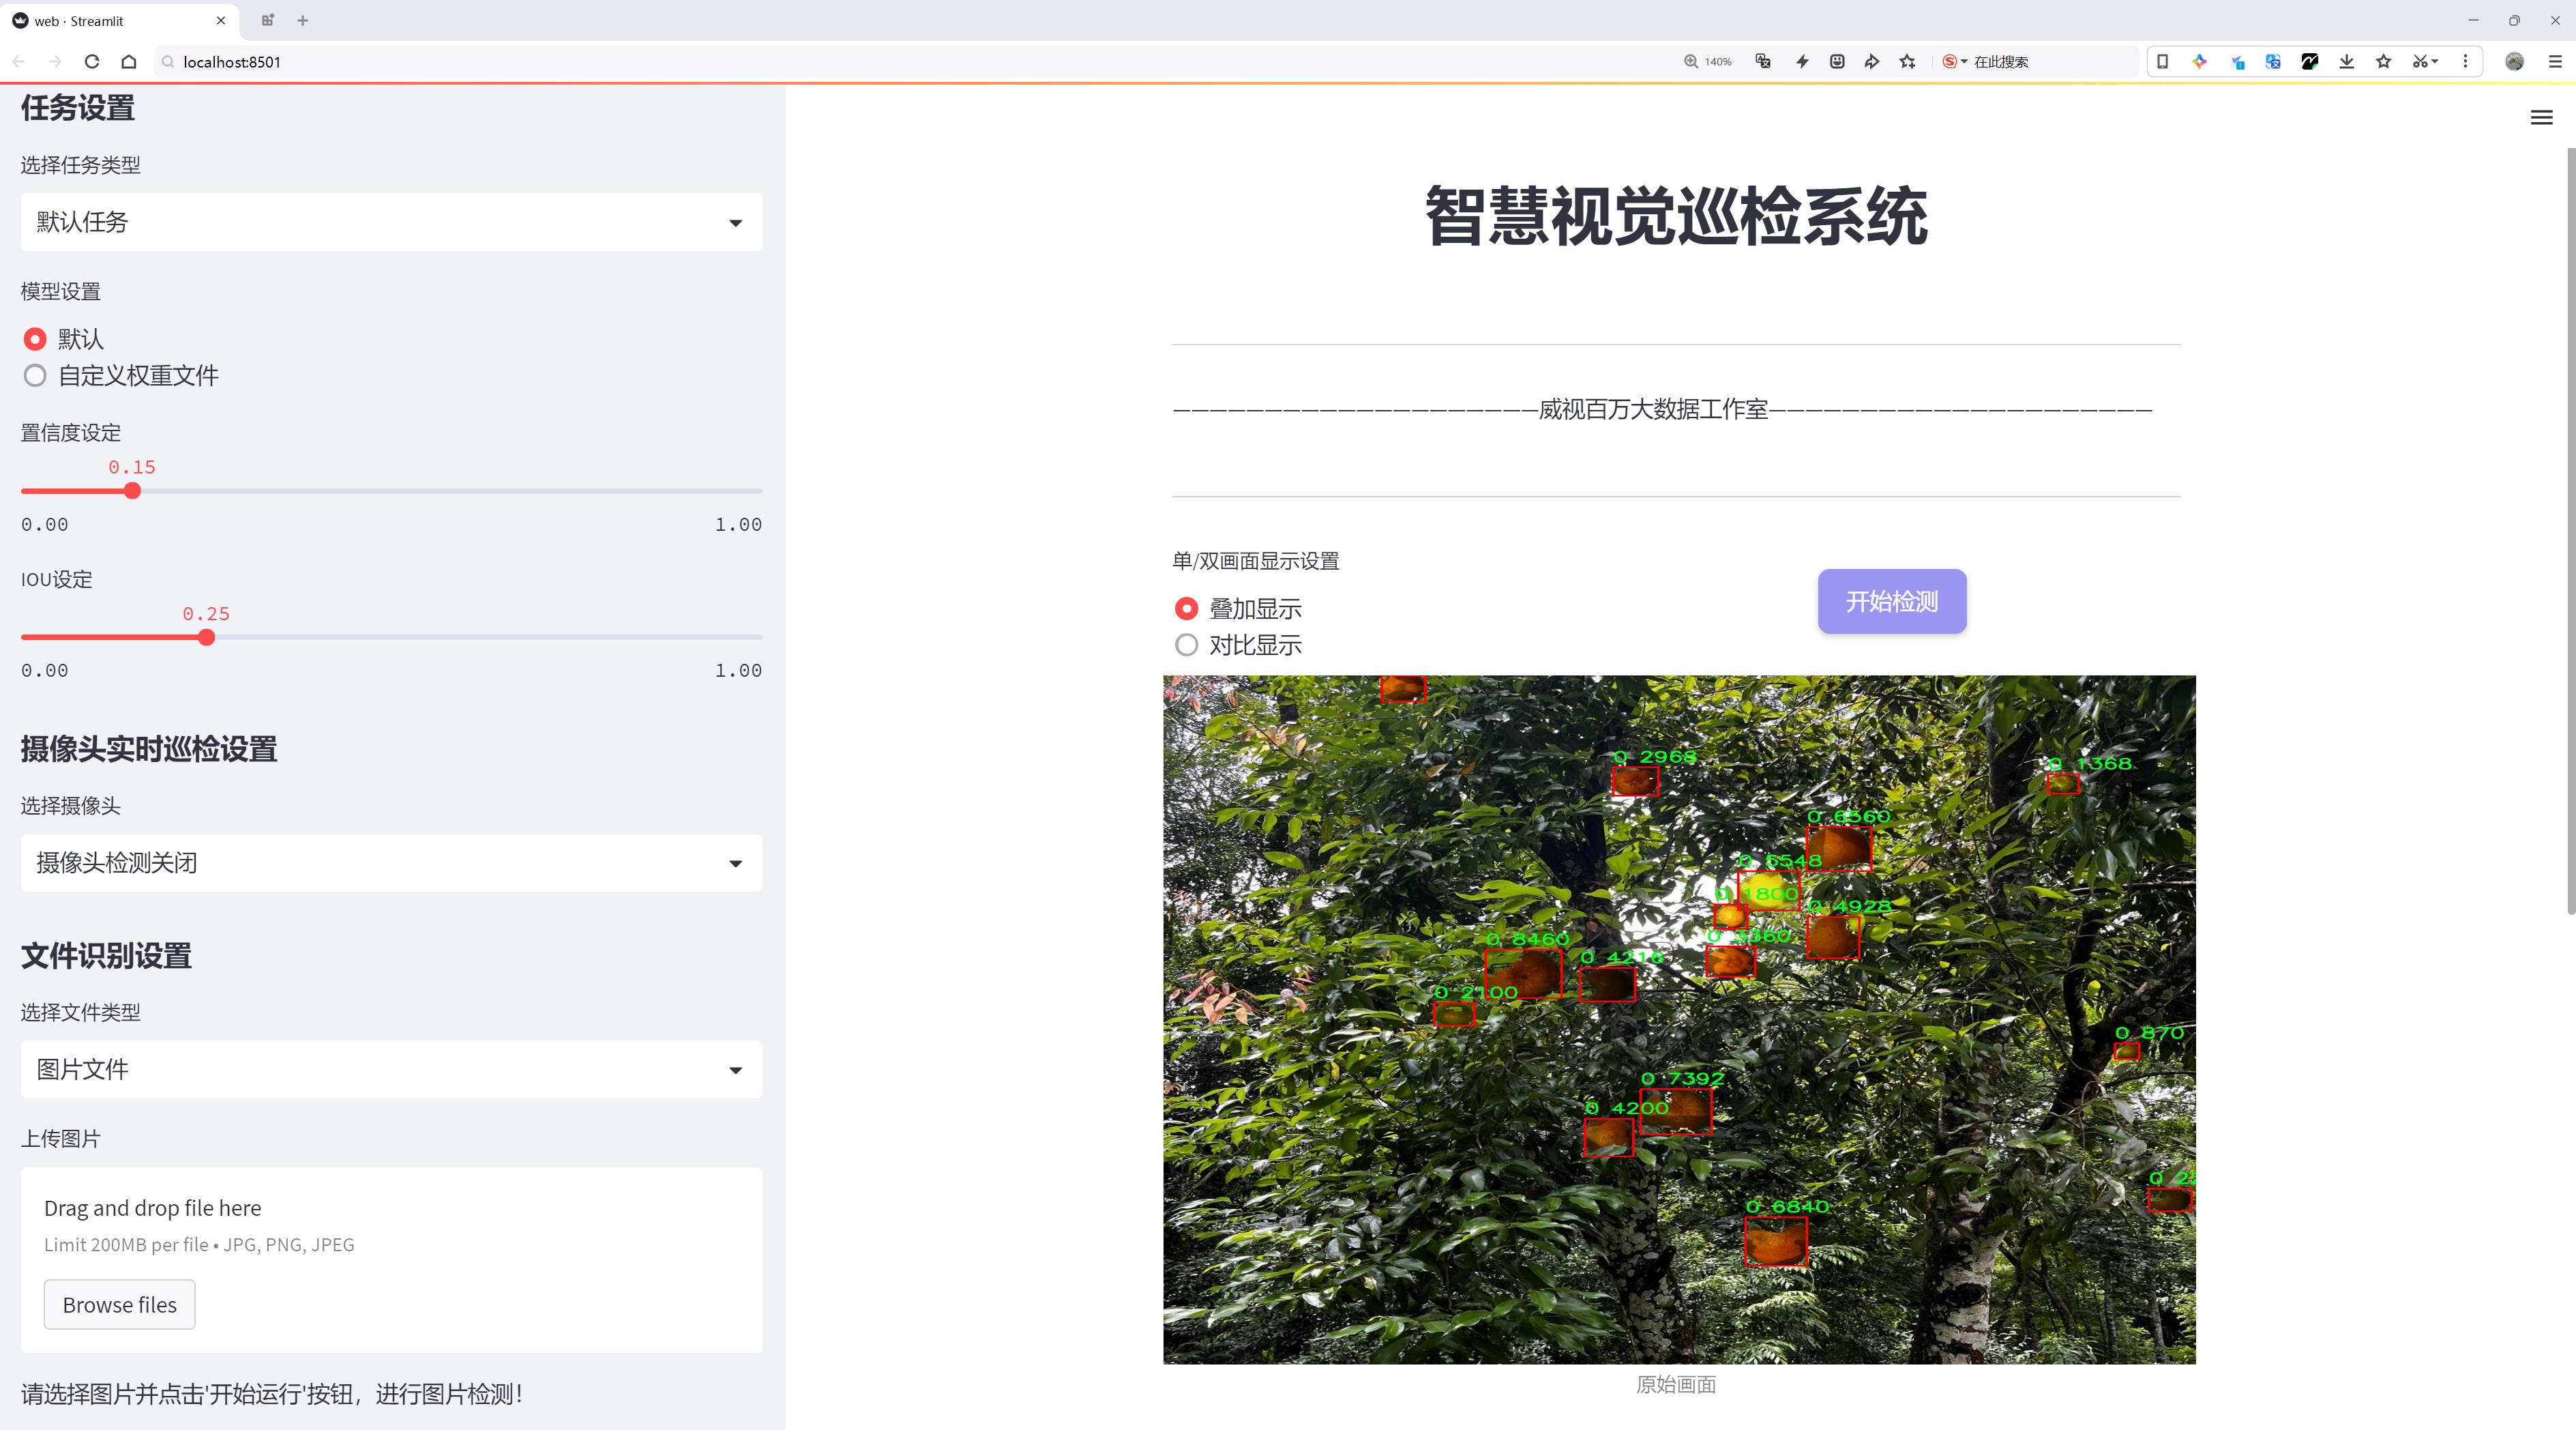 web · Streamlit
localhost:8501
140%
在此搜索
任务设置
选择任务类型
默认任务
模型设置
默认
自定义权重文件
置信度设定
0.15
0.00
1.00
IOU设定
0.25
0.00
1.00
摄像头实时巡检设置
选择摄像头
摄像头检测关闭
文件识别设置
选择文件类型
图片文件
上传图片
Drag and drop file here
Limit 200MB per file • JPG, PNG, JPEG
Browse files
请选择图片并点击'开始运行'按钮，进行图片检测！
智慧视觉巡检系统
————————————————————威视百万大数据工作室—————————————————————
单/双画面显示设置
叠加显示
对比显示
开始检测
0 2968
0 1368
0 6560
0 5548
0 1800
0 4928
0 3360
0 8460
0 4216
0 2100
0 870
0 7392
0 4200
0 6840
原始画面